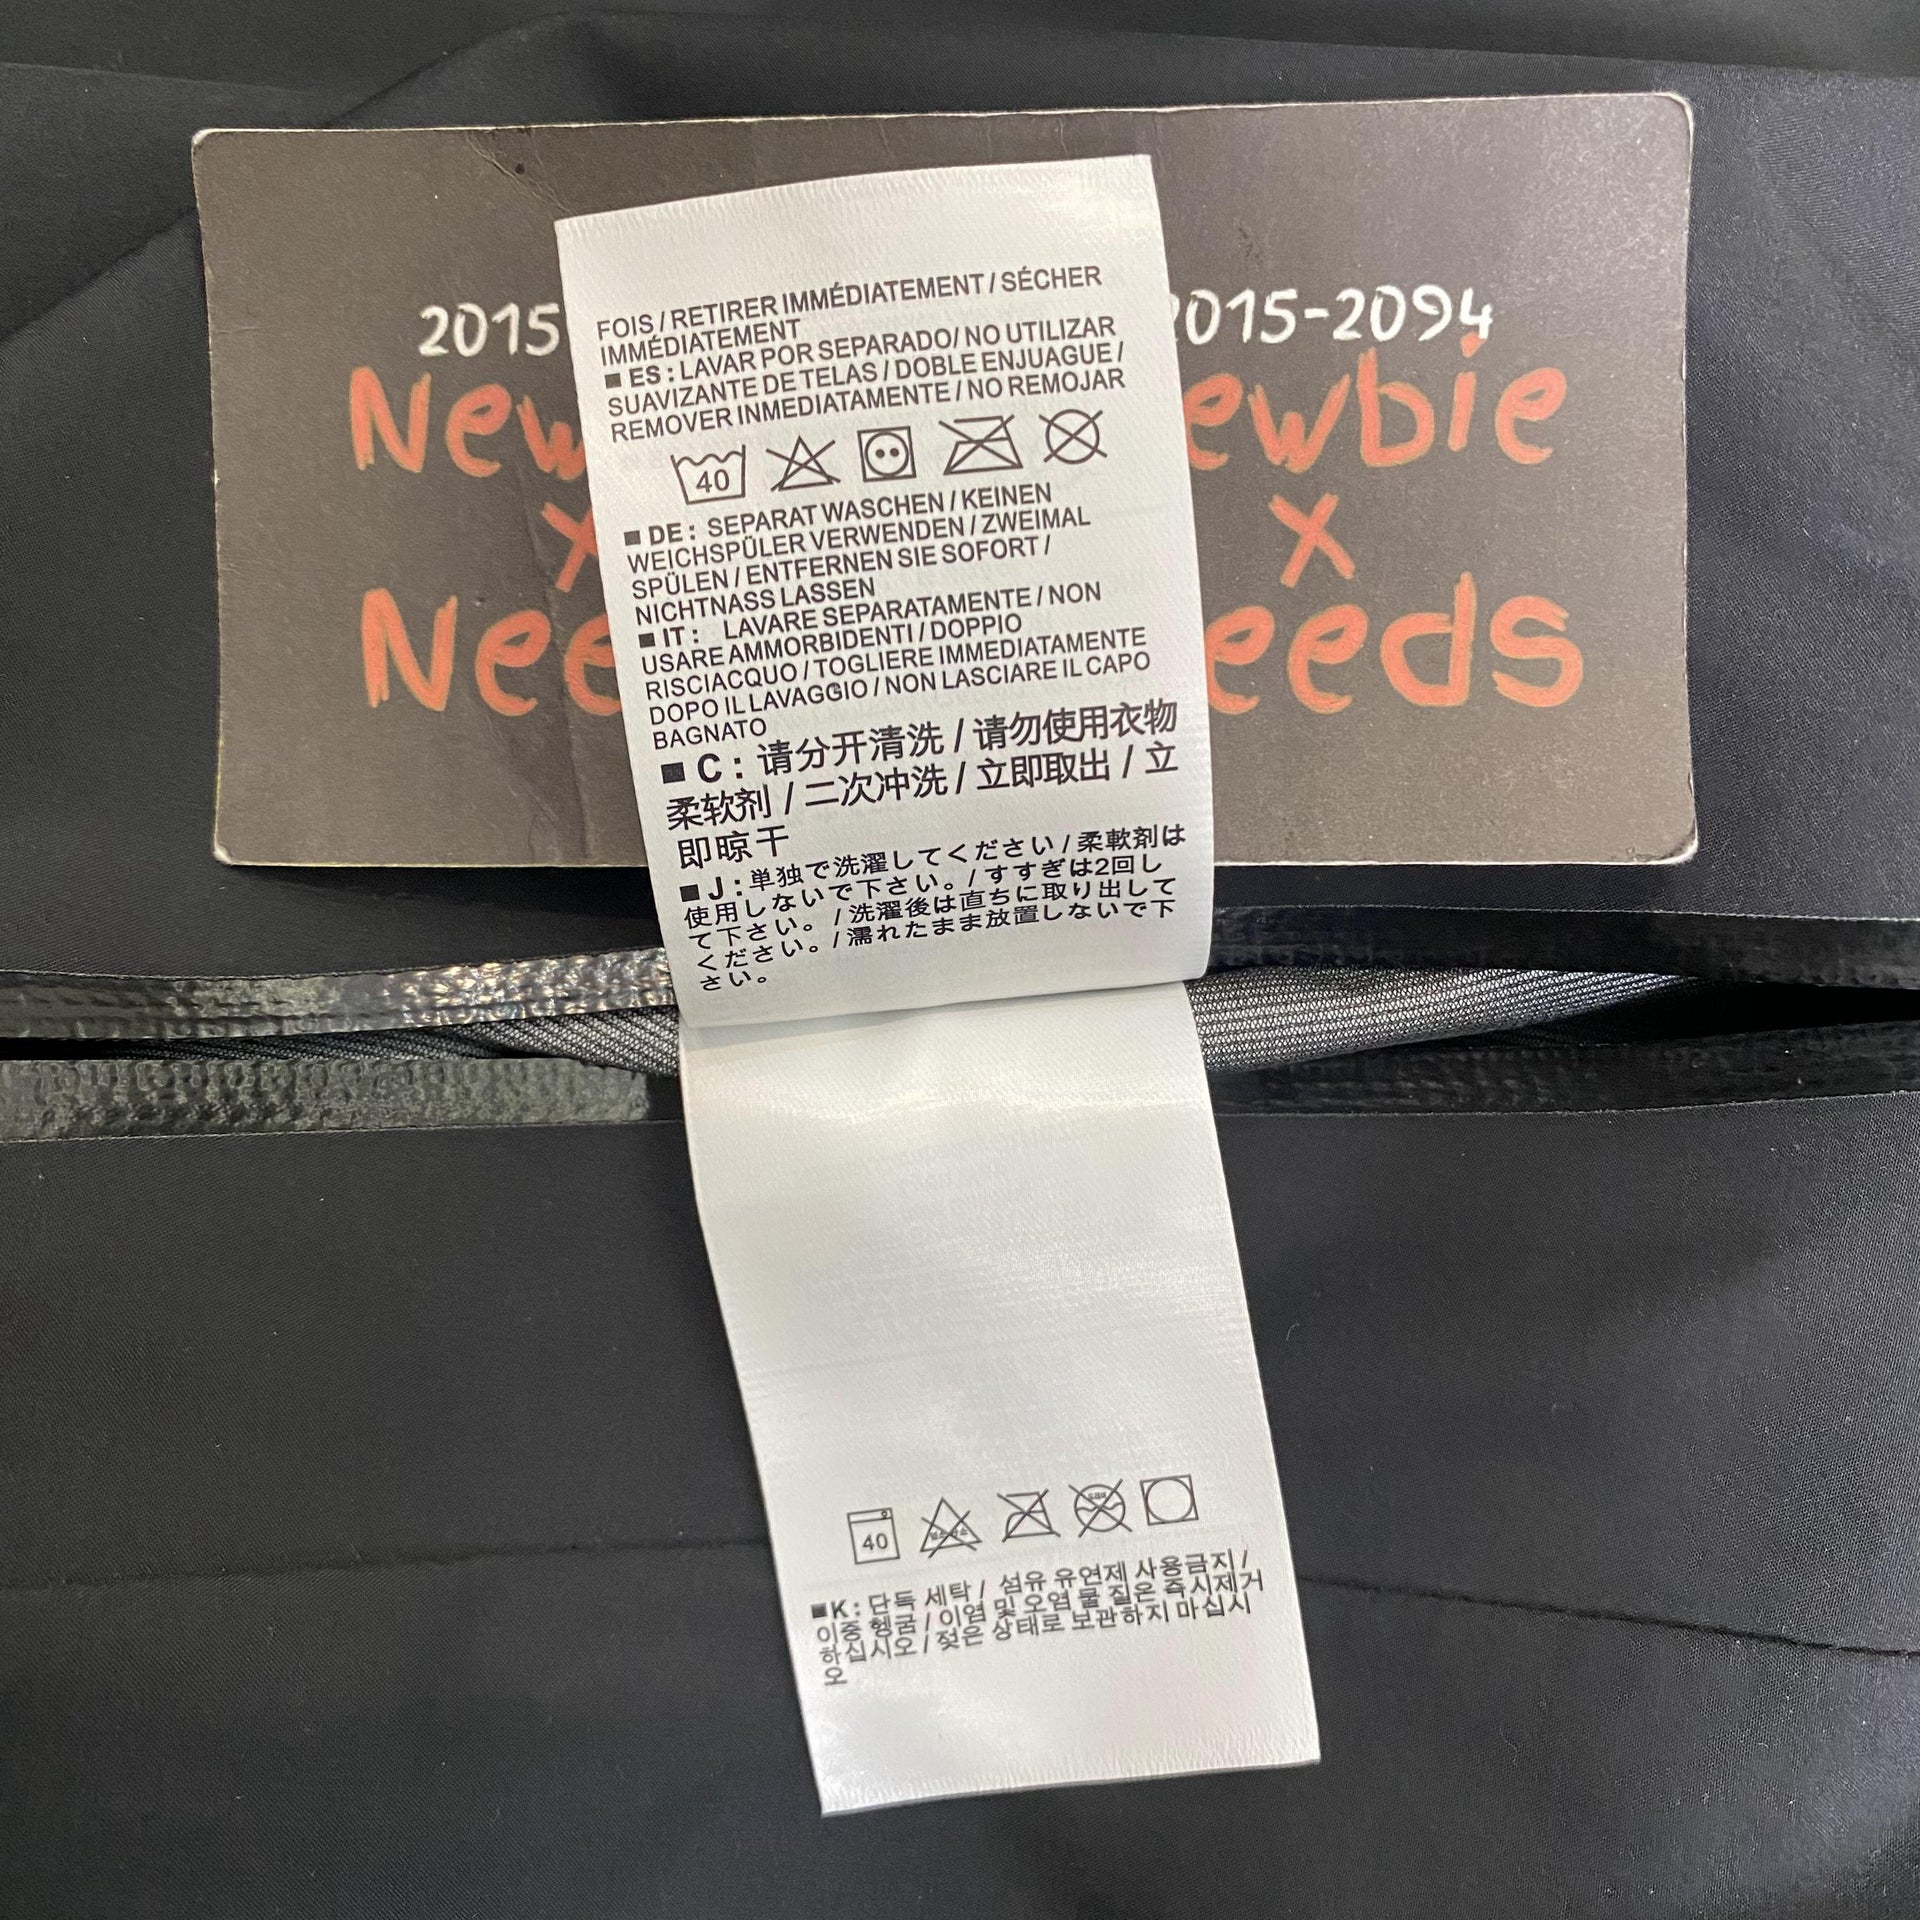 2015
2015-2094
New
ewbie
x
x
Nee
eeds
FOIS / RETIRER IMMÉDIATEMENT / SÉCHER
IMMÉDIATEMENT
■ ES : LAVAR POR SEPARADO/ NO UTILIZAR
SUAVIZANTE DE TELAS / DOBLE ENJUAGUE /
REMOVER INMEDIATAMENTE / NO REMOJAR
40
■ DE : SEPARAT WASCHEN / KEINEN
WEICHSPÜLER VERWENDEN / ZWEIMAL
SPÜLEN / ENTFERNEN SIE SOFORT /
NICHTNASS LASSEN
■ IT : LAVARE SEPARATAMENTE / NON
USARE AMMORBIDENTI / DOPPIO
RISCIACQUO / TOGLIERE IMMEDIATAMENTE
DOPO IL LAVAGGIO / NON LASCIARE IL CAPO
BAGNATO
■ C : 请分开清洗 / 请勿使用衣物
柔软剂 / 二次冲洗 / 立即取出 / 立
即晾干
■ J : 単独で洗濯してください / 柔軟剤は
使用しないで下さい。/ すすぎは2回し
て下さい。 / 洗濯後は直ちに取り出して
ください。/ 濡れたまま放置しないで下
さい。
40
■K : 단독 세탁 / 섬유 유연제 사용금지 /
이중 헹굼 / 이염 및 오염 물 질은 즉시제거
하십시오 / 젖은 상태로 보관하지 마십시
오